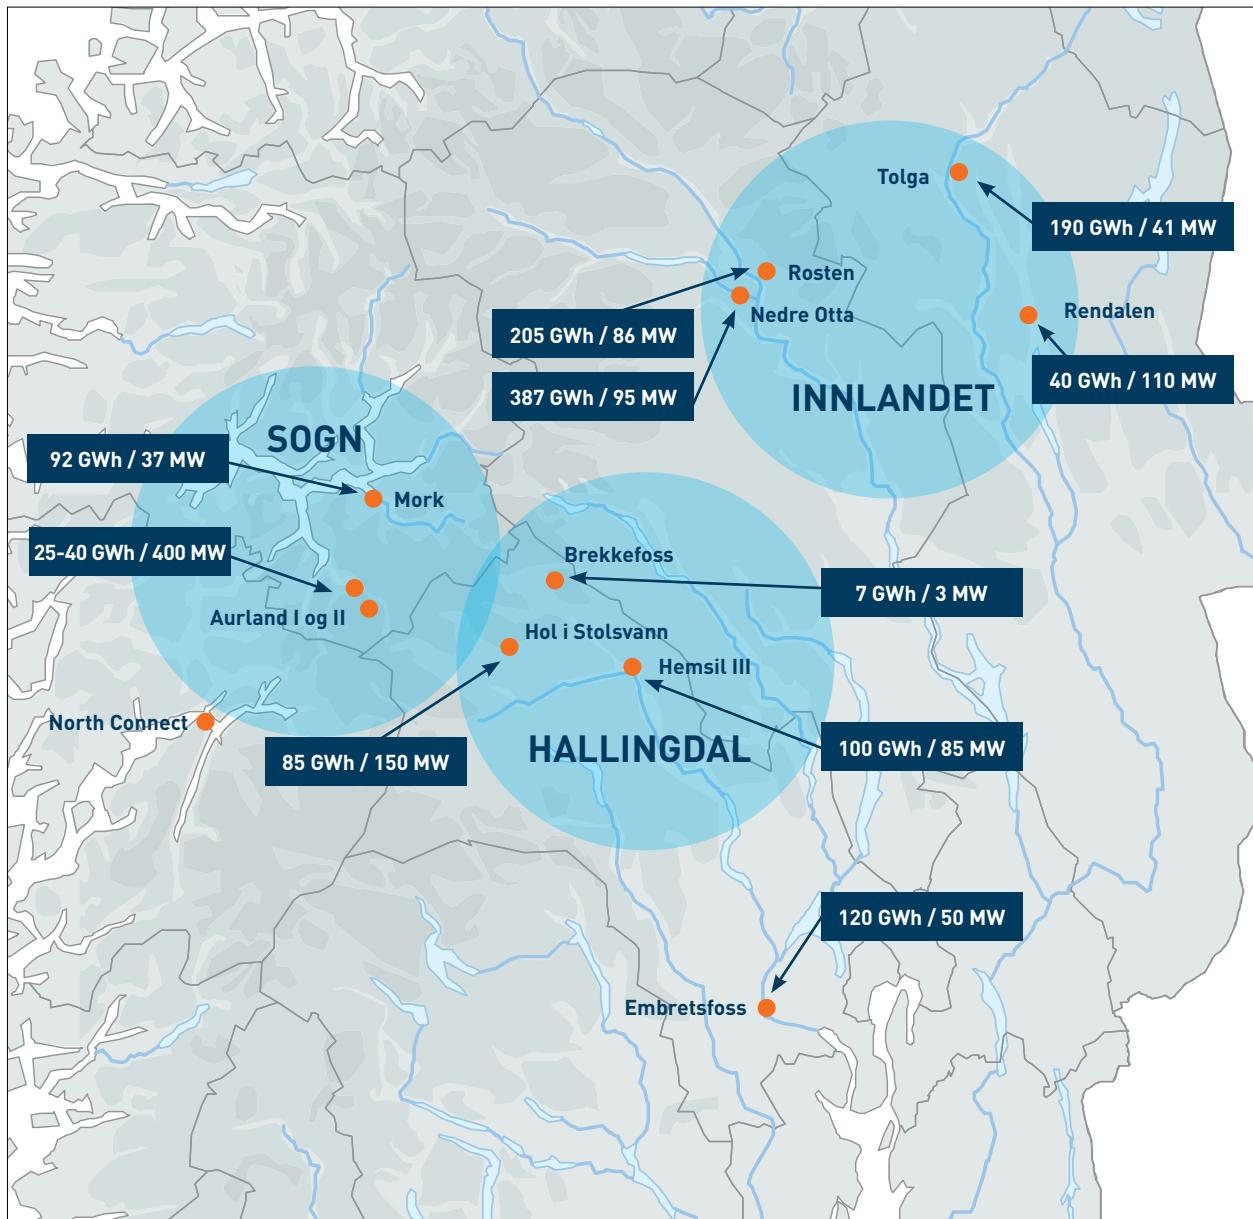 Tolga
190 GWh / 41 MW
Rosten
Nedre Otta
205 GWh / 86 MW
387 GWh / 95 MW
Rendalen
40 GWh / 110 MW
INNLANDET
SOGN
92 GWh / 37 MW
Mork
25-40 GWh / 400 MW
Aurland I og II
North Connect
Brekkefoss
7 GWh / 3 MW
Hol i Stolsvann
Hemsil III
85 GWh / 150 MW
HALLINGDAL
100 GWh / 85 MW
120 GWh / 50 MW
Embretsfoss